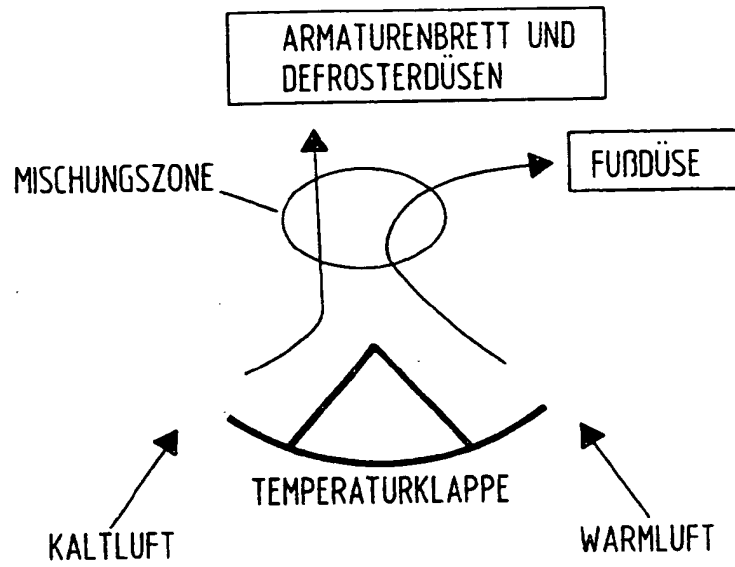 ARMATURENBRETT UND
DEFROSTERDÜSEN
MISCHUNGSZONE
FUßDÜSE
TEMPERATURKLAPPE
KALTLUFT
WARMLUFT